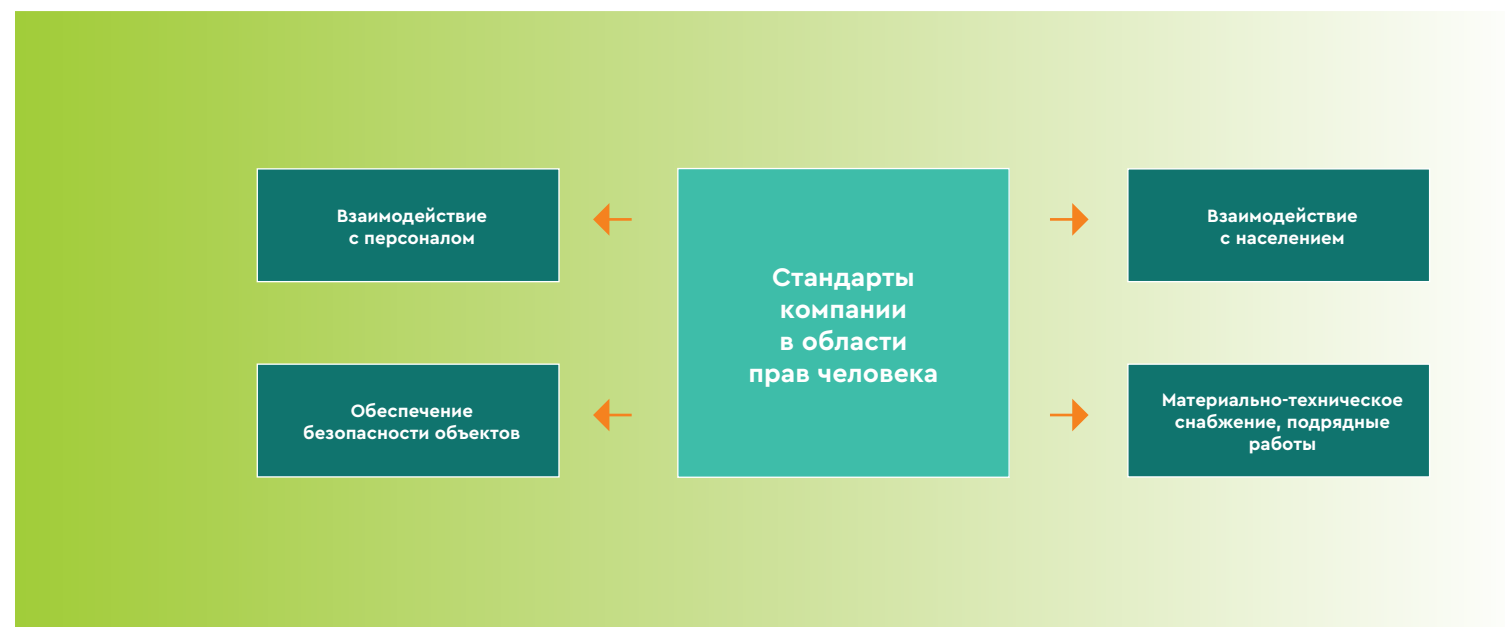 Взаимодействие
с персоналом
Обеспечение
безопасности объектов
Стандарты
компании
в области
прав человека
Взаимодействие
с населением
Материально-техническое
снабжение, подрядные
работы